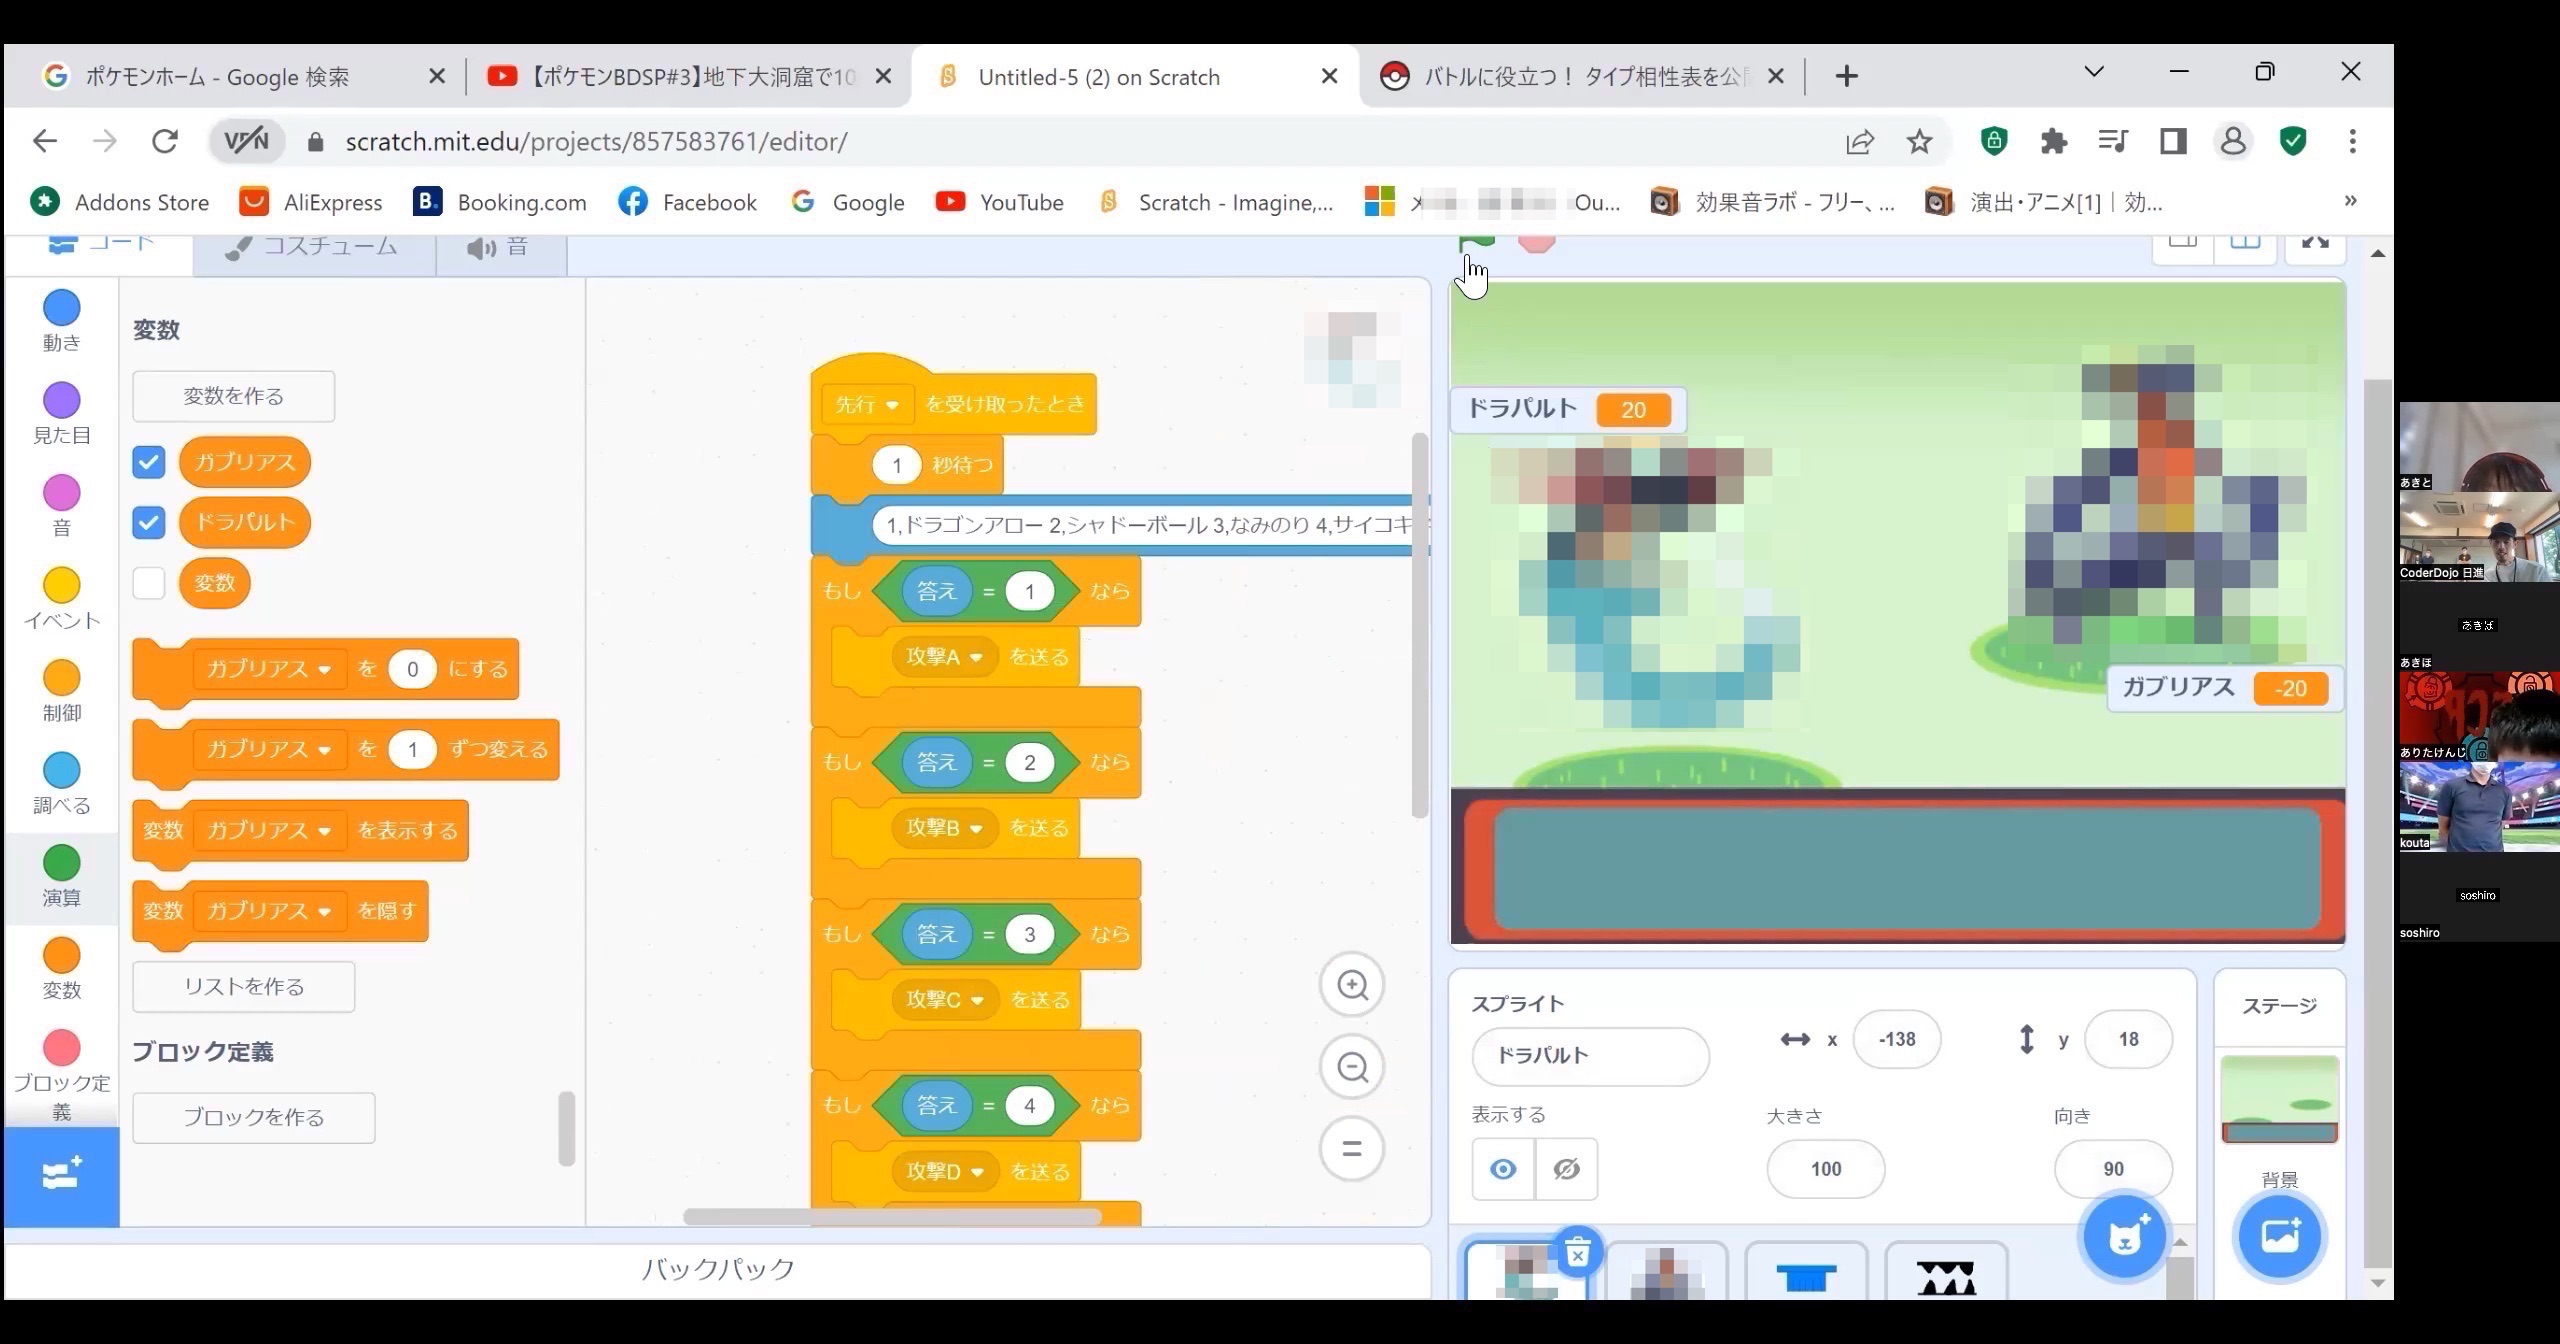 ポケモンホーム - Google 検索
【ポケモンBDSP#3】地下大洞窟で10
Untitled-5 (2) on Scratch
バトルに役立つ！ タイプ相性表を公
VPN
scratch.mit.edu/projects/857583761/editor/
Addons Store
AliExpress
B. Booking.com
Facebook
Google
YouTube
Scratch - Imagine,...
Ou...
効果音ラボ - フリー、...
演出・アニメ[1] | 効...
»
コード
コスチューム
音
動き
見た目
音
イベント
制御
調べる
演算
変数
ブロック定
義
変数
変数を作る
ガブリアス
ドラパルト
変数
ガブリアス を 0 にする
ガブリアス を 1 ずつ変える
変数 ガブリアス を表示する
変数 ガブリアス を隠す
リストを作る
ブロック定義
ブロックを作る
先行 を受け取ったとき
1 秒待つ
1,ドラゴンアロー 2,シャドーボール 3,なみのり 4,サイコキ
もし 答え = 1 なら
攻撃A を送る
もし 答え = 2 なら
攻撃B を送る
もし 答え = 3 なら
攻撃C を送る
もし 答え = 4 なら
攻撃D を送る
バックパック
ドラパルト 20
ガブリアス -20
スプライト
ドラパルト
x -138
y 18
表示する
大きさ
向き
100
90
ステージ
背景
あきと
CoderDojo 日進
あきほ
あきほ
ありたけんじ
kouta
soshiro
soshiro